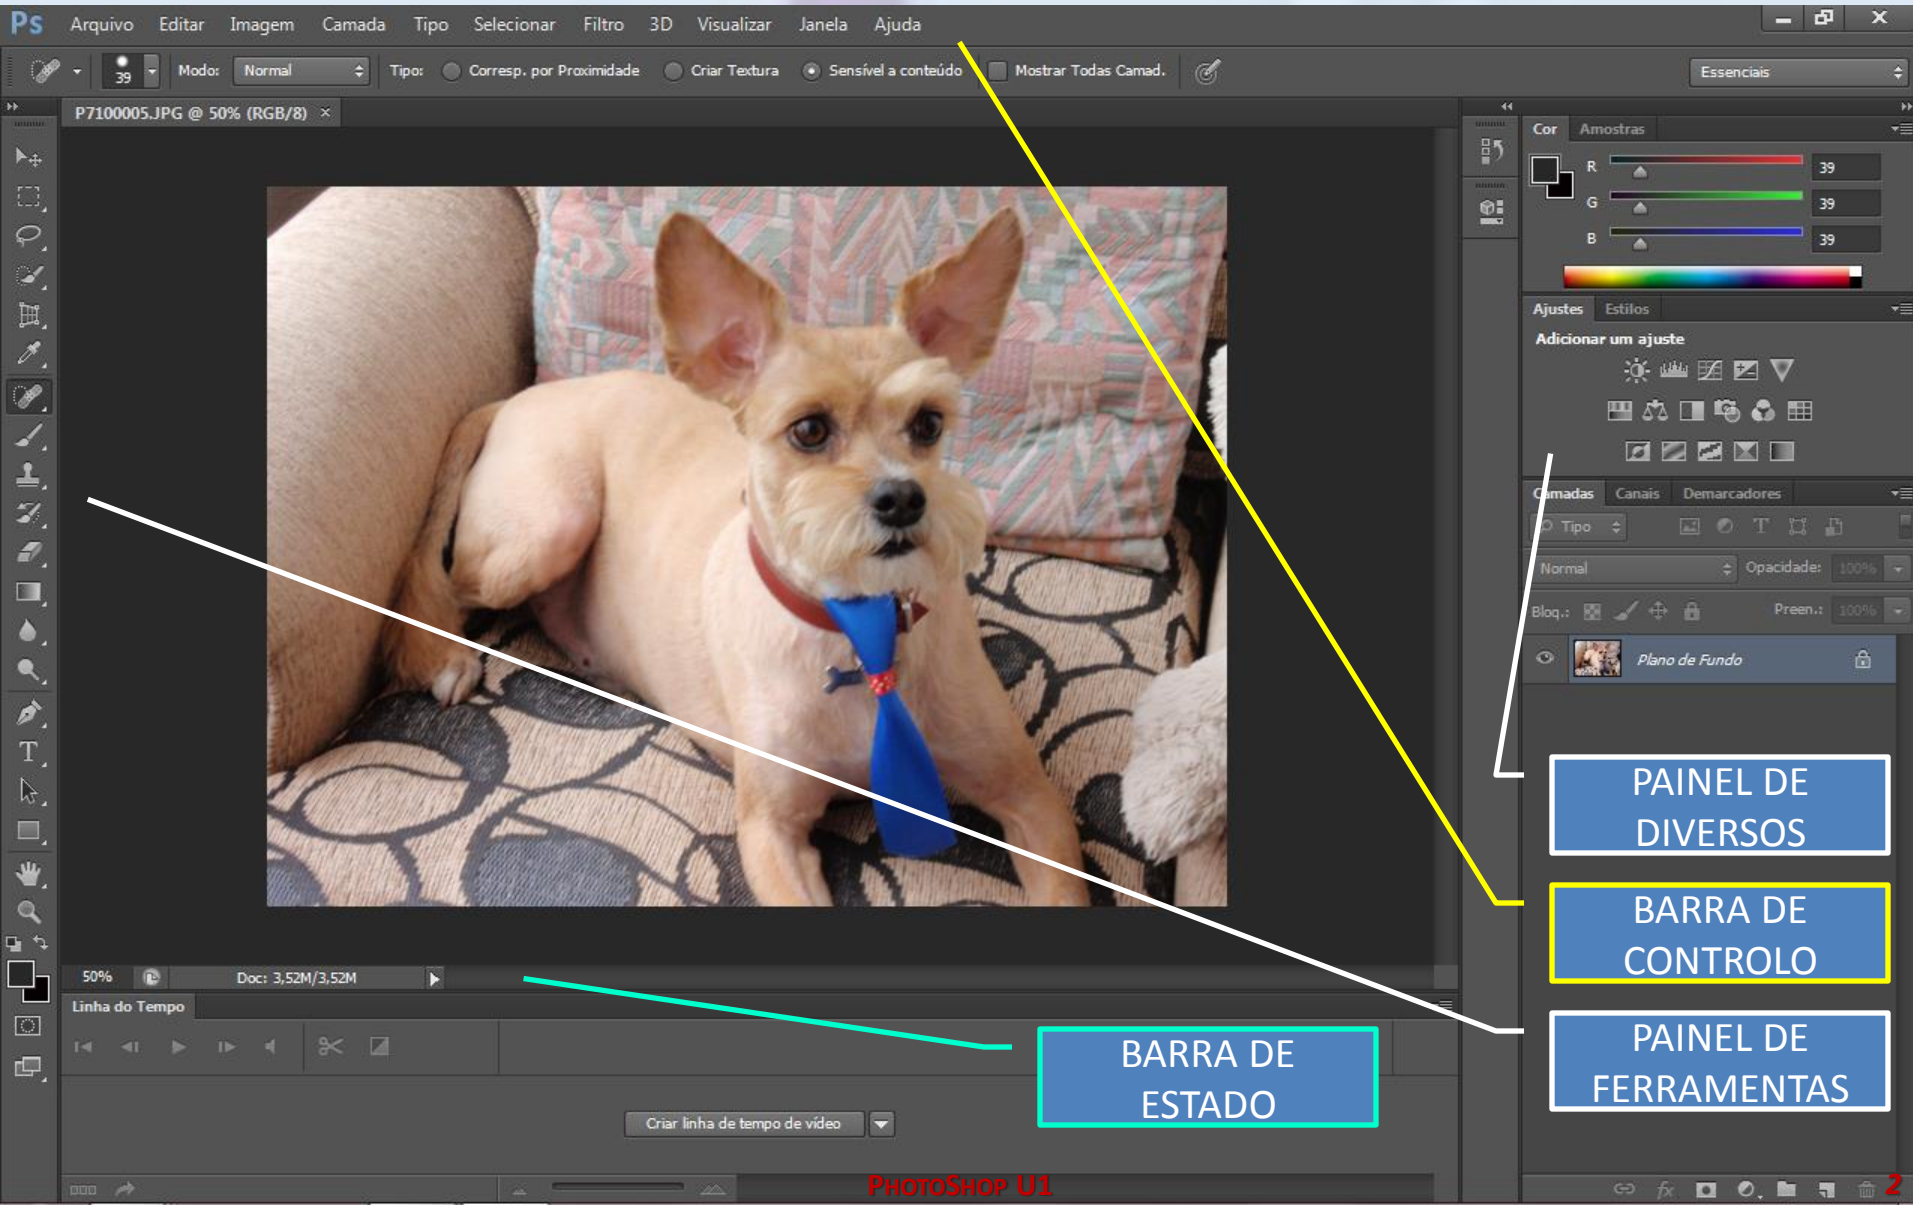 Ps Arquivo Editar Imagem Camada Tipo Selecionar Filtro 3D Visualizar Janela Ajuda
39 Modo: Normal Tipo: Corresp. por Proximidade Criar Textura Sensível a conteúdo Mostrar Todas Camad. Essenciais
P7100005.JPG @ 50% (RGB/8) ×
Cor Amostras
R 39
G 39
B 39
Ajustes Estilos
Adicionar um ajuste
Camadas Canais Demarcadores
Tipo
Normal Opacidade: 100%
Bloq.: Preen.: 100%
Plano de Fundo
PAINEL DE
DIVERSOS
BARRA DE
CONTROLO
PAINEL DE
FERRAMENTAS
50% Doc: 3,52M/3,52M
Linha do Tempo
BARRA DE
ESTADO
Criar linha de tempo de vídeo
PhotoShop U1
2